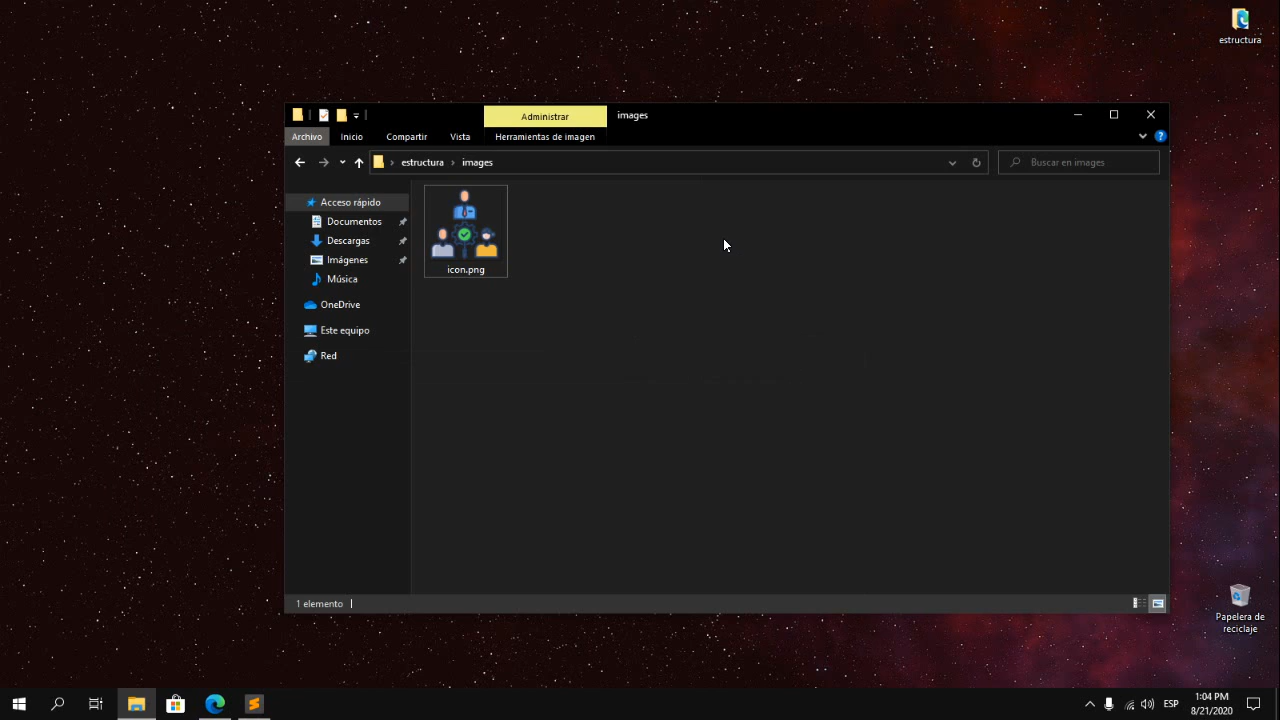 estructura
Administrar
images
Archivo
Inicio
Compartir
Vista
Herramientas de imagen
estructura
images
Buscar en images
Acceso rápido
Documentos
Descargas
Imágenes
Música
OneDrive
Este equipo
Red
icon.png
1 elemento
Papelera de
reciclaje
ESP
1:04 PM
8/21/2020